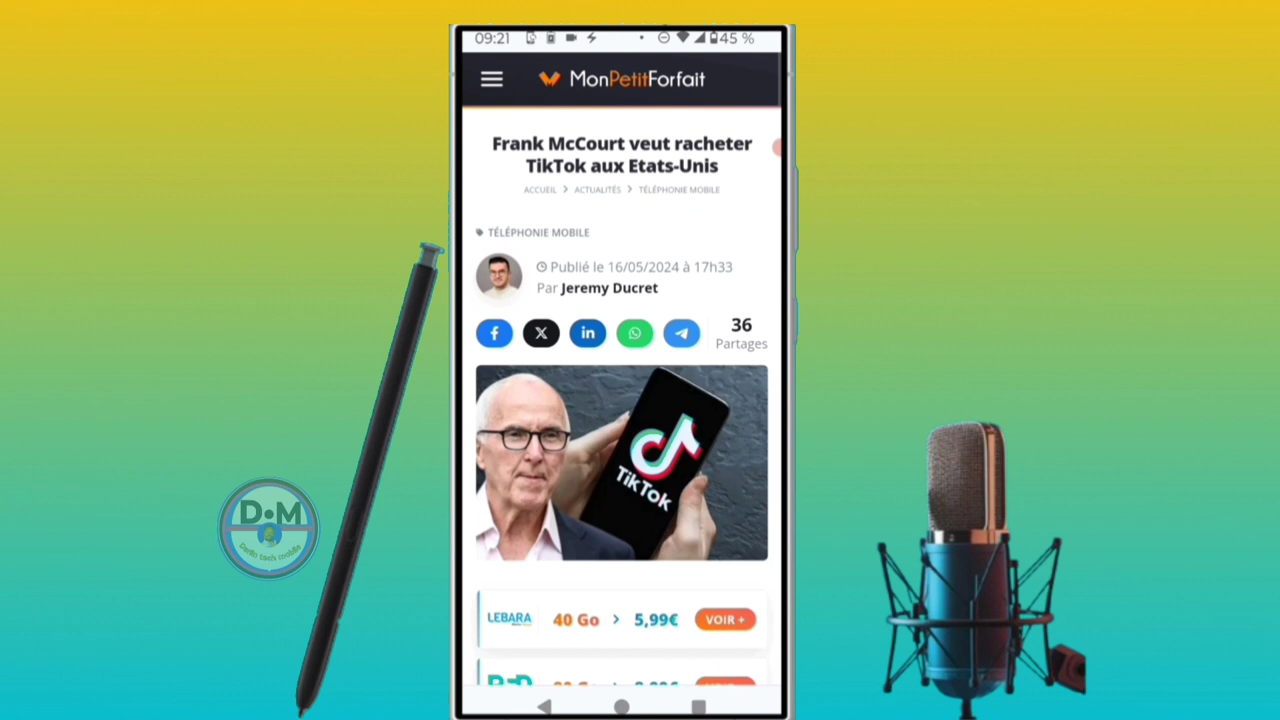 09:21 45 %
MonPetitForfait
Frank McCourt veut racheter
TikTok aux Etats-Unis
ACCUEIL > ACTUALITÉS > TÉLÉPHONIE MOBILE
TÉLÉPHONIE MOBILE
Publié le 16/05/2024 à 17h33
Par Jeremy Ducret
36
Partages
TikTok
D•M
LEBARA 40 Go > 5,99€ VOIR +